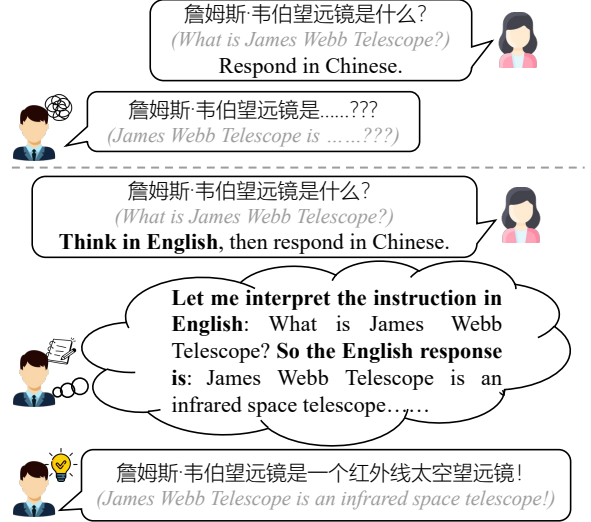 詹姆斯·韦伯望远镜是什么?
(What is James Webb Telescope?)
Respond in Chinese.
詹姆斯·韦伯望远镜是......???
(James Webb Telescope is ......???)
詹姆斯·韦伯望远镜是什么?
(What is James Webb Telescope?)
Think in English, then respond in Chinese.
Let me interpret the instruction in
English: What is James Webb
Telescope? So the English response
is: James Webb Telescope is an
infrared space telescope......
詹姆斯·韦伯望远镜是一个红外线太空望远镜!
(James Webb Telescope is an infrared space telescope!)